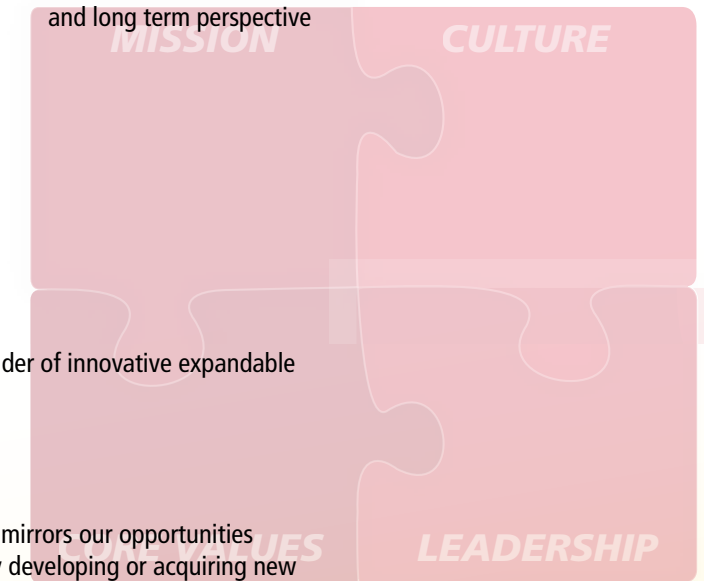 and long term perspective
MISSION CULTURE
der of innovative expandable
mirrors our opportunities
CORE VALUES LEADERSHIP
developing or acquiring new